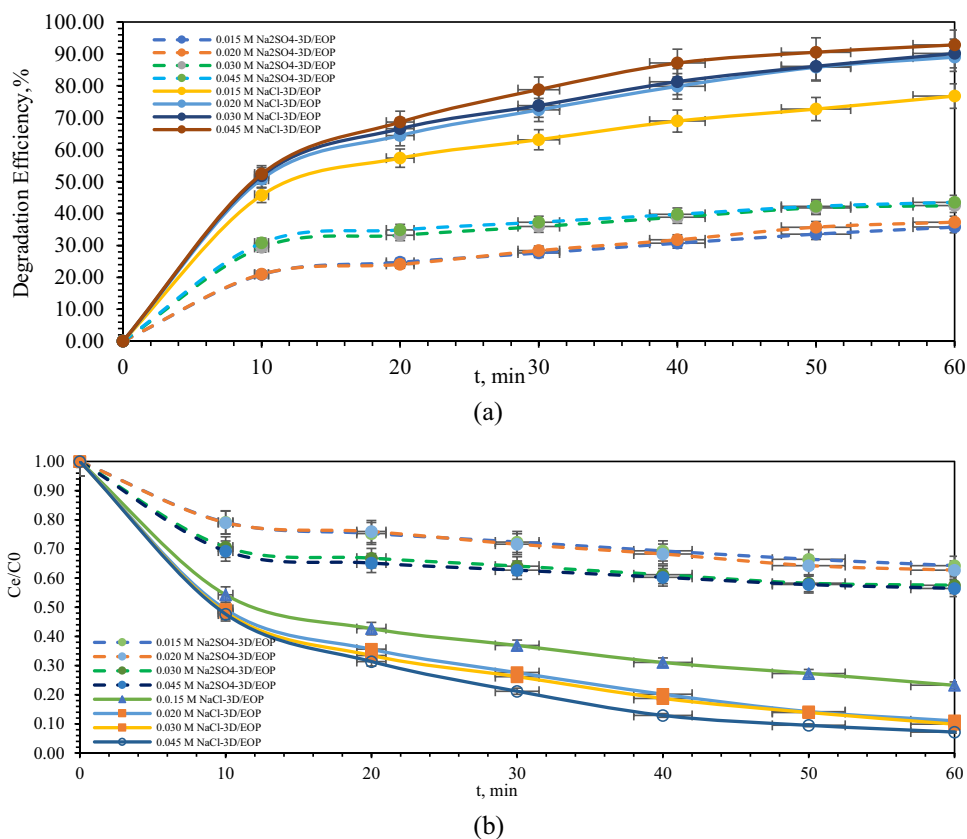 100.00
90.00
80.00
70.00
60.00
50.00
40.00
30.00
20.00
10.00
0.00
Degradation Efficiency,%
0.015 M Na2SO4-3D/EOP
0.020 M Na2SO4-3D/EOP
0.030 M Na2SO4-3D/EOP
0.045 M Na2SO4-3D/EOP
0.015 M NaCl-3D/EOP
0.020 M NaCl-3D/EOP
0.030 M NaCl-3D/EOP
0.045 M NaCl-3D/EOP
0 10 20 30 40 50 60
t, min
(a)
1.00
0.90
0.80
0.70
0.60
0.50
0.40
0.30
0.20
0.10
0.00
Ce/C0
0.015 M Na2SO4-3D/EOP
0.020 M Na2SO4-3D/EOP
0.030 M Na2SO4-3D/EOP
0.045 M Na2SO4-3D/EOP
0.0.15 M NaCl-3D/EOP
0.020 M NaCl-3D/EOP
0.030 M NaCl-3D/EOP
0.045 M NaCl-3D/EOP
0 10 20 30 40 50 60
t, min
(b)